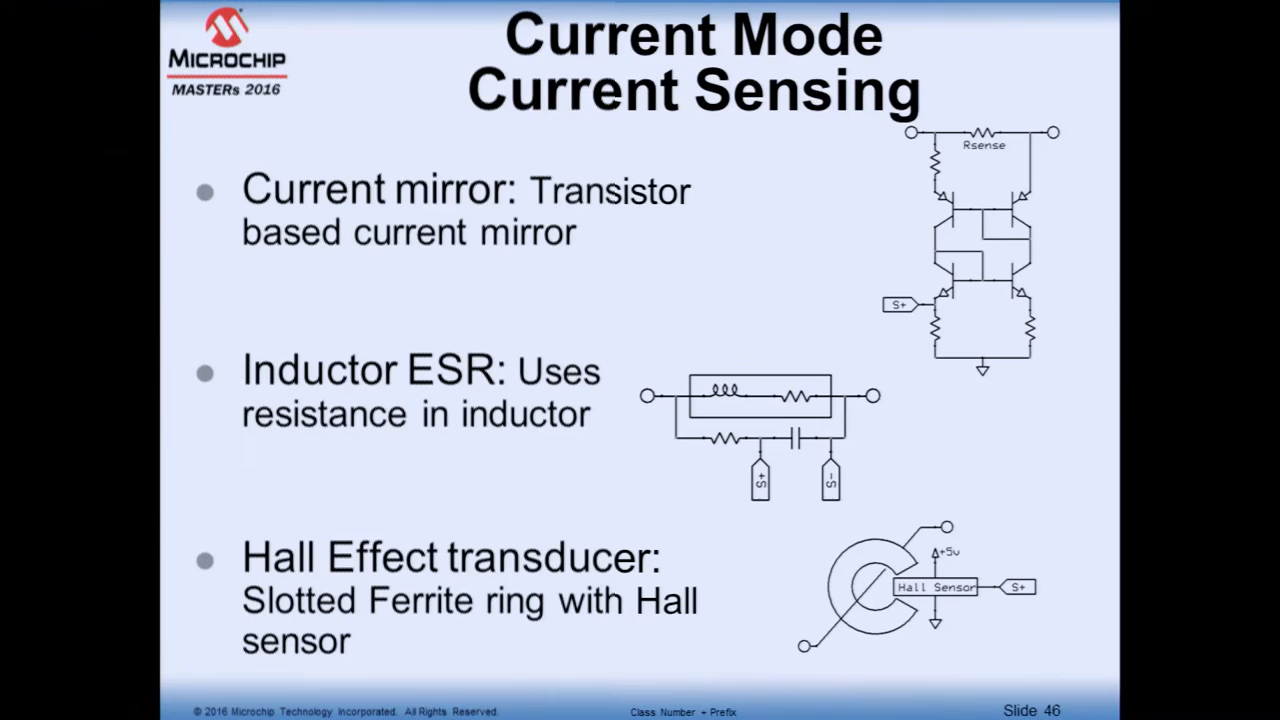 Current Mode
Current Sensing
MICROCHIP
MASTERs 2016
Rsense
Current mirror: Transistor
based current mirror
S+
Inductor ESR: Uses
resistance in inductor
S+
S-
Hall Effect transducer:
Slotted Ferrite ring with Hall
sensor
+5v
Hall Sensor
S+
© 2016 Microchip Technology Incorporated. All Rights Reserved.
Class Number + Prefix
Slide 46